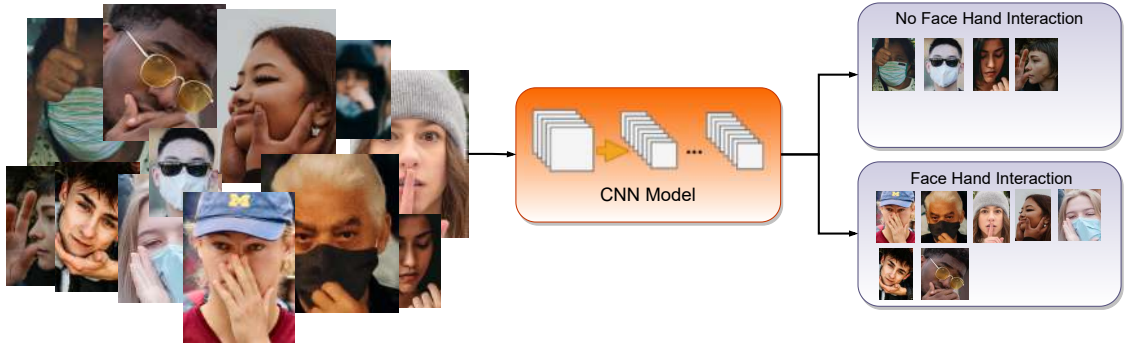 No Face Hand Interaction
M
...
CNN Model
Face Hand Interaction